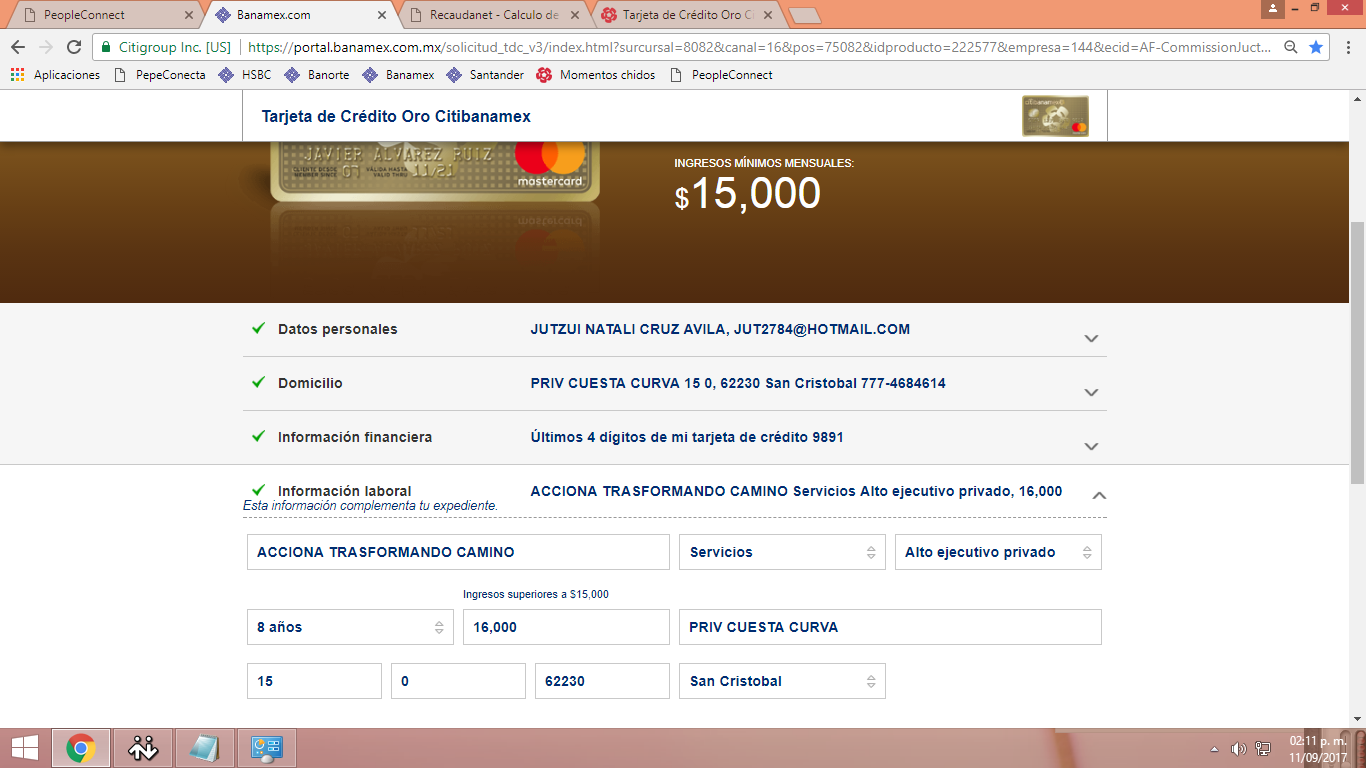 PeopleConnect
Banamex.com
Recaudanet - Calculo de
Tarjeta de Crédito Oro Ci
Citigroup Inc. [US]
https://portal.banamex.com.mx/solicitud_tdc_v3/index.html?surcursal=8082&canal=16&pos=75082&idproducto=222577&empresa=144&ecid=AF-CommissionJuct...
Aplicaciones PepeConecta HSBC Banorte Banamex Santander Momentos chidos PeopleConnect
Tarjeta de Crédito Oro Citibanamex
JAVIER ALVAREZ RUIZ
CLIENTE DESDE
MEMBER SINCE 07 VÁLIDA HASTA
VALID THRU 11/21
mastercard
INGRESOS MÍNIMOS MENSUALES:
$15,000
Datos personales JUTZUI NATALI CRUZ AVILA, JUT2784@HOTMAIL.COM
Domicilio PRIV CUESTA CURVA 15 0, 62230 San Cristobal 777-4684614
Información financiera Últimos 4 dígitos de mi tarjeta de crédito 9891
Información laboral ACCIONA TRASFORMANDO CAMINO Servicios Alto ejecutivo privado, 16,000
Esta información complementa tu expediente.
ACCIONA TRASFORMANDO CAMINO Servicios Alto ejecutivo privado
Ingresos superiores a $15,000
8 años 16,000 PRIV CUESTA CURVA
15 0 62230 San Cristobal
02:11 p. m.
11/09/2017